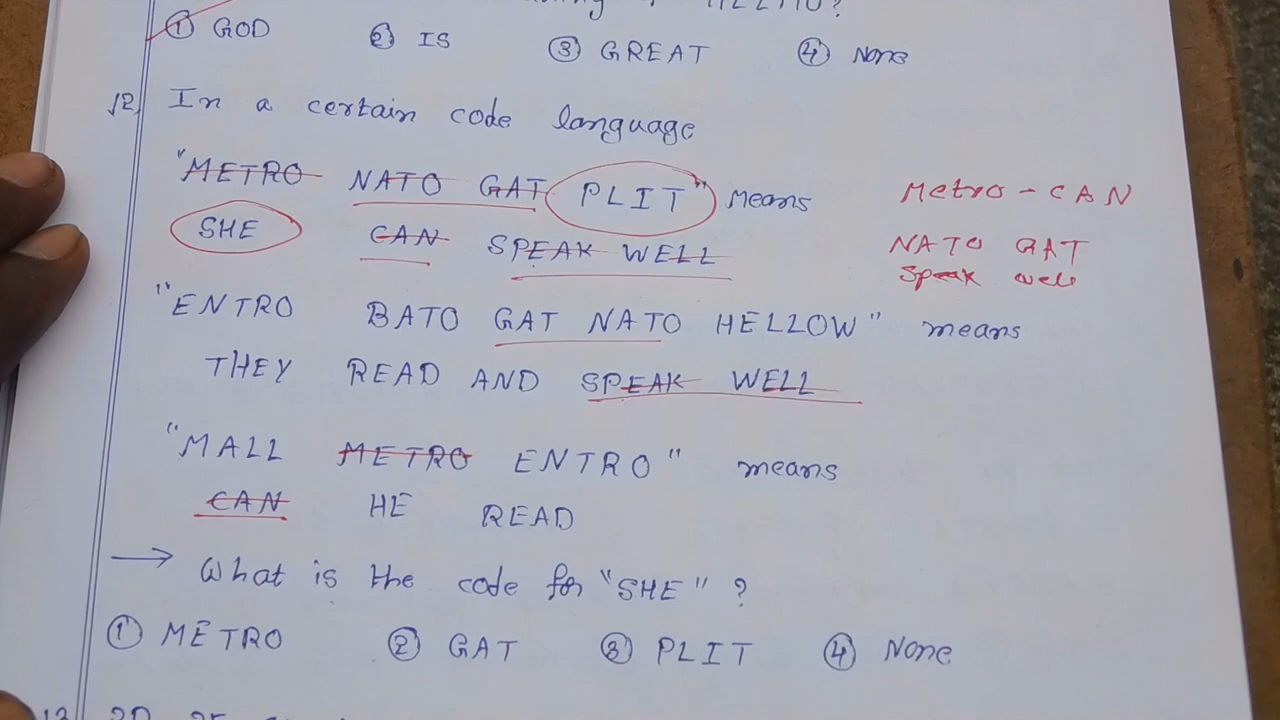 HELLMO?
① GOD ② IS ③ GREAT ④ None
12. In a certain code language
"METRO NATO GAT PLIT" means
Metro - CAN
SHE CAN SPEAK WELL
NATO GAT
Speak well
"ENTRO BATO GAT NATO HELLOW" means
THEY READ AND SPEAK WELL
"MALL METRO ENTRO" means
CAN HE READ
→ What is the code for "SHE" ?
① METRO ② GAT ③ PLIT ④ None